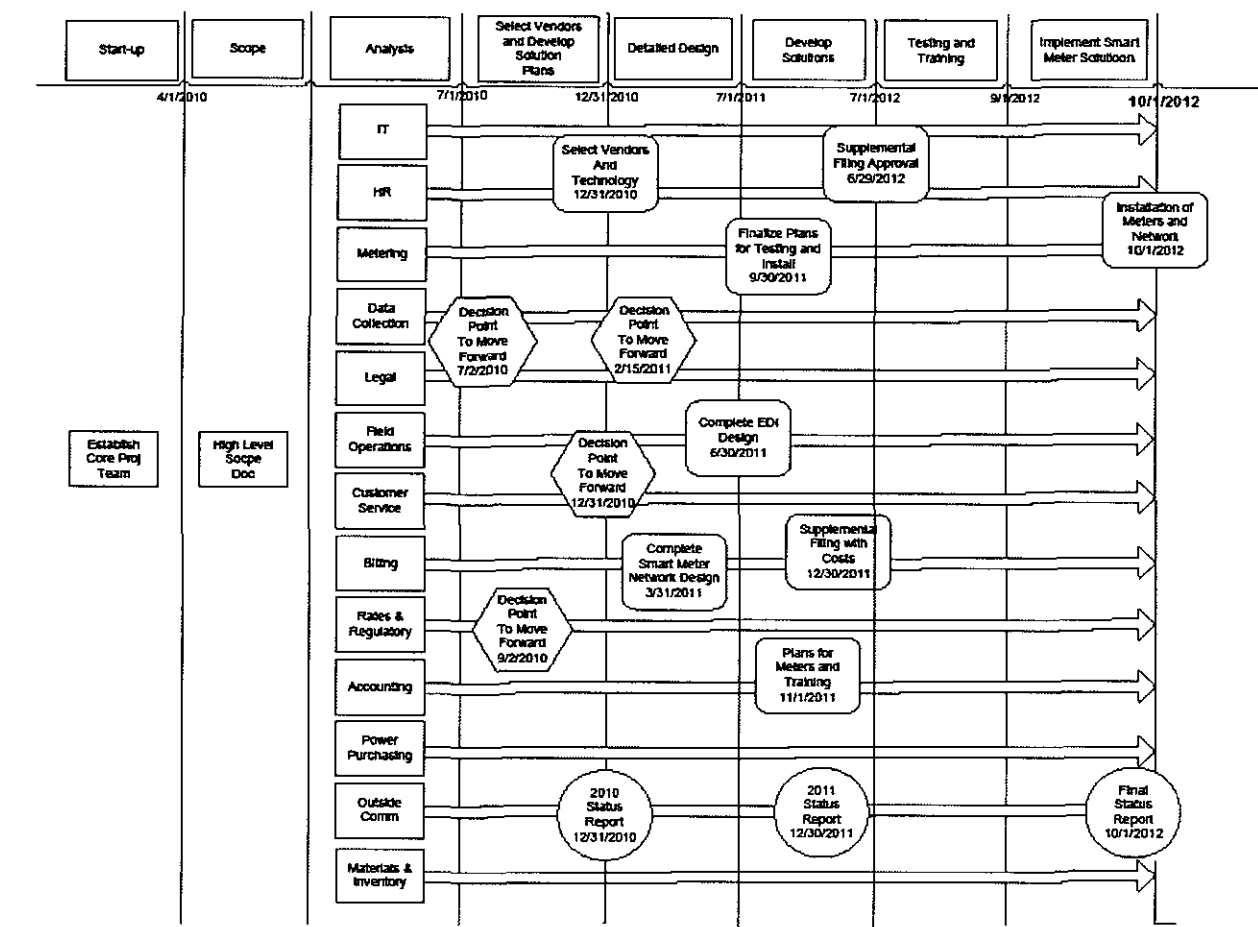 Start-up
Scope
Analysis
Select Vendors
and Develop
Solution
Plans
Detailed Design
Develop
Solutions
Testing and
Training
Implement Smart
Meter Solutioon
4/1/2010
7/1/2010
12/31/2010
7/1/2011
7/1/2012
9/1/2012
10/1/2012
IT
Select Vendors
And
Technology
12/31/2010
Supplemental
Filing Approval
6/29/2012
HR
Installation of
Meters and
Network
10/1/2012
Metering
Finalize Plans
for Testing and
Install
9/30/2011
Data
Collection
Decision
Point
To Move
Forward
7/2/2010
Decision
Point
To Move
Forward
2/15/2011
Legal
Establish
Core Proj
Team
High Level
Socpe
Doc
Field
Operations
Decision
Point
To Move
Forward
12/31/2010
Complete EDI
Design
6/30/2011
Customer
Service
Billing
Complete
Smart Meter
Network Design
3/31/2011
Supplemental
Filing with
Costs
12/30/2011
Rates &
Regulatory
Decision
Point
To Move
Forward
9/2/2010
Plans for
Meters and
Training
11/1/2011
Accounting
Power
Purchasing
Outside
Comm
2010
Status
Report
12/31/2010
2011
Status
Report
12/30/2011
Final
Status
Report
10/1/2012
Materials &
Inventory